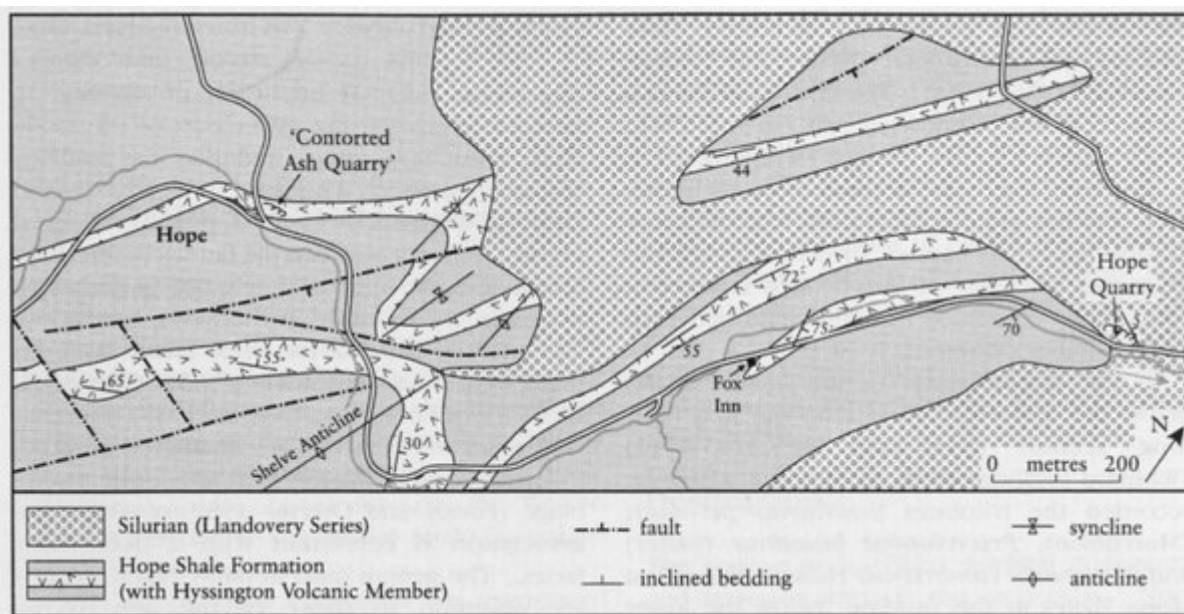 'Contorted
Ash Quarry'
Hope
44
72
Hope
Quarry
70
75
55
Fox
Inn
55
65
Shelve Anticline
30
N
0 metres 200
Silurian (Llandovery Series)
fault
syncline
Hope Shale Formation
(with Hyssington Volcanic Member)
inclined bedding
anticline